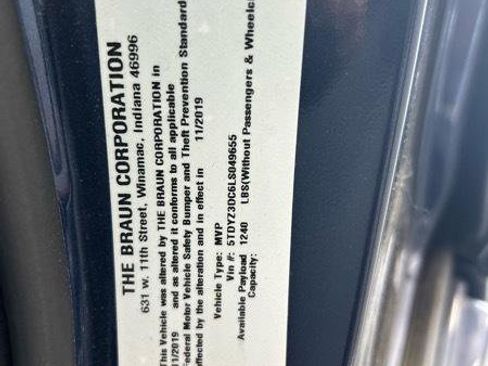 THE BRAUN CORPORATION
631 w. 11th Street, Winamac, Indiana 46996
This Vehicle was altered by THE BRAUN CORPORATION in
11/2019 and as altered it conforms to all applicable
Federal Motor Vehicle Safety Bumper and Theft Prevention Standard
affected by the alteration and in effect in 11/2019
Vehicle Type: MVP
Vin #: 5TDYZ3DC6LS049655
Available Payload 1240 LBS(Without Passengers & Wheelc
Capacity: